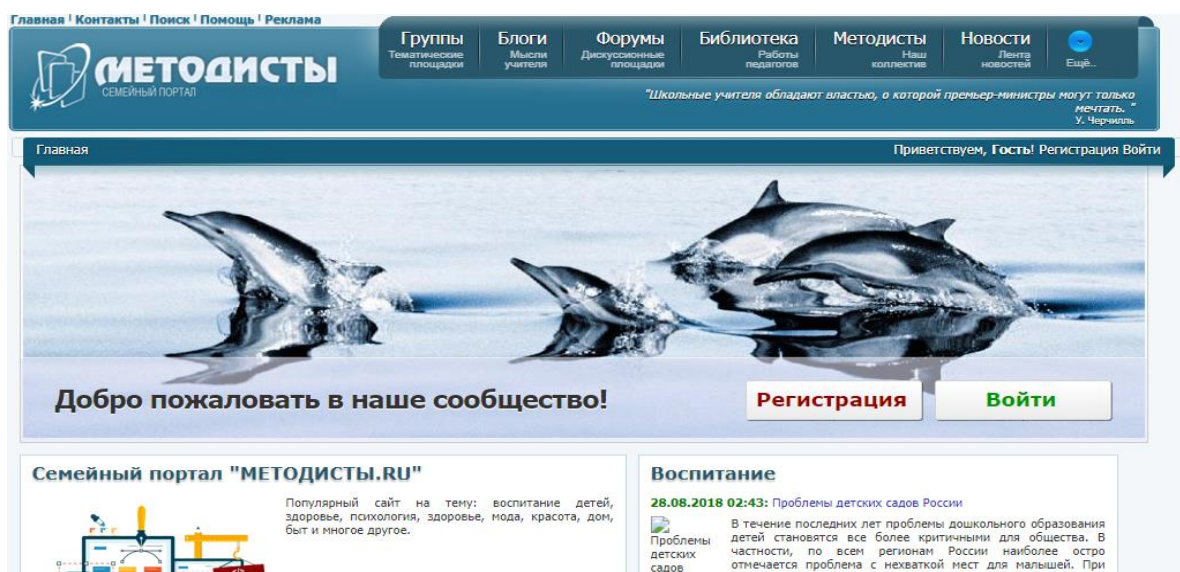 Главная | Контакты | Поиск | Помощь | Реклама
МЕТОДИСТЫ
СЕМЕЙНЫЙ ПОРТАЛ
Группы
Тематические
площадки
Блоги
Мысли
учителя
Форумы
Дискуссионные
площадки
Библиотека
Работы
педагогов
Методисты
Наш
коллектив
Новости
Лента
новостей
Ещё...
"Школьные учителя обладают властью, о которой премьер-министры могут только
мечтать. "
У. Черчилль
Главная
Приветствуем, Гость! Регистрация Войти
Добро пожаловать в наше сообщество!
Регистрация
Войти
Семейный портал "МЕТОДИСТЫ.RU"
Популярный сайт на тему: воспитание детей,
здоровье, психология, здоровье, мода, красота, дом,
быт и многое другое.
Воспитание
28.08.2018 02:43: Проблемы детских садов России
Проблемы
детских
садов
В течение последних лет проблемы дошкольного образования
детей становятся все более критичными для общества. В
частности, по всем регионам России наиболее остро
отмечается проблема с нехваткой мест для малышей. При